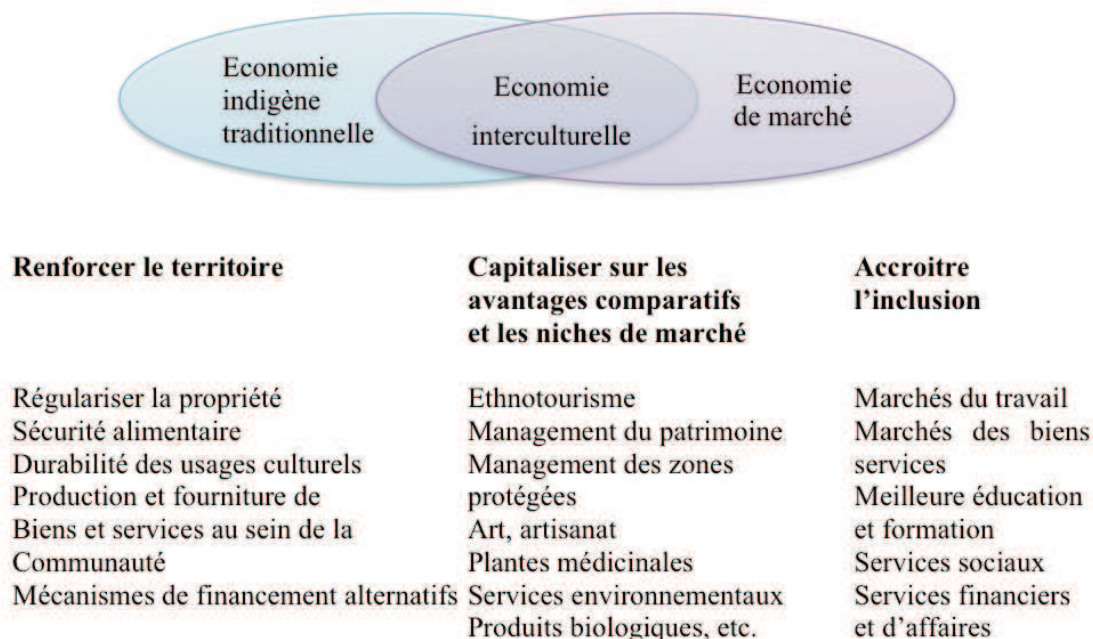 Economie
indigène
traditionnelle
Economie
interculturelle
Economie
de marché
Renforcer le territoire
Capitaliser sur les
avantages comparatifs
et les niches de marché
Accroitre
l'inclusion
Régulariser la propriété
Sécurité alimentaire
Durabilité des usages culturels
Production et fourniture de
Biens et services au sein de la
Communauté
Mécanismes de financement alternatifs
Ethnotourisme
Management du patrimoine
Management des zones
protégées
Art, artisanat
Plantes médicinales
Services environnementaux
Produits biologiques, etc.
Marchés du travail
Marchés des biens
services
Meilleure éducation
et formation
Services sociaux
Services financiers
et d'affaires